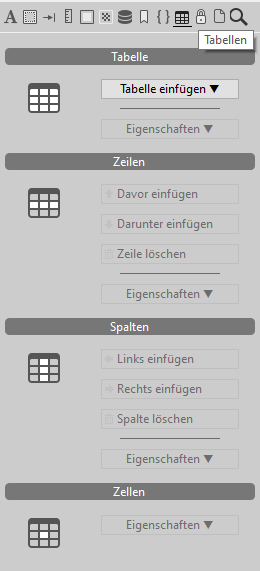 Tabellen
Tabelle
Tabelle einfügen ▼
Eigenschaften ▼
Zeilen
Davor einfügen
Darunter einfügen
Zeile löschen
Eigenschaften ▼
Spalten
Links einfügen
Rechts einfügen
Spalte löschen
Eigenschaften ▼
Zellen
Eigenschaften ▼